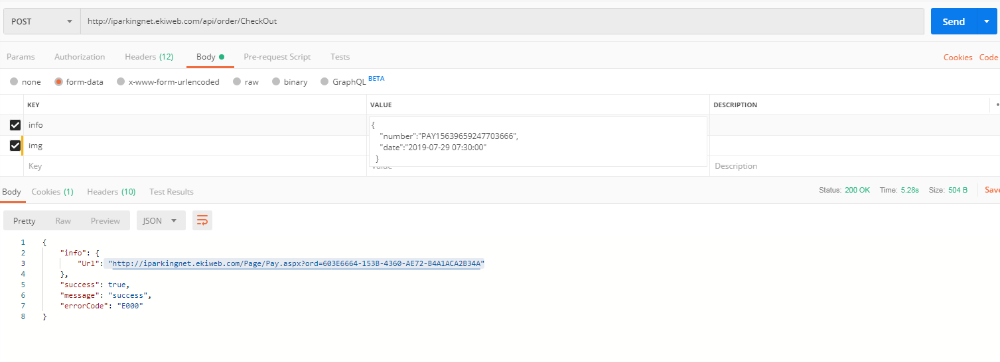 POST http://iparkingnet.ekiweb.com/api/order/CheckOut Send
Params Authorization Headers (12) Body Pre-request Script Tests Cookies Code
none form-data x-www-form-urlencoded raw binary GraphQL BETA
KEY VALUE DESCRIPTION
info {
"number":"PAY15639659247703666",
img "date":"2019-07-29 07:30:00"
}
Key Value Description
Body Cookies (1) Headers (10) Test Results Status: 200 OK Time: 5.28s Size: 504 B Save
Pretty Raw Preview JSON
1 {
2 "info": {
3 "Url": "http://iparkingnet.ekiweb.com/Page/Pay.aspx?ord=603E6664-153B-4360-AE72-B4A1ACA2B34A"
4 },
5 "success": true,
6 "message": "success",
7 "errorCode": "E000"
8 }